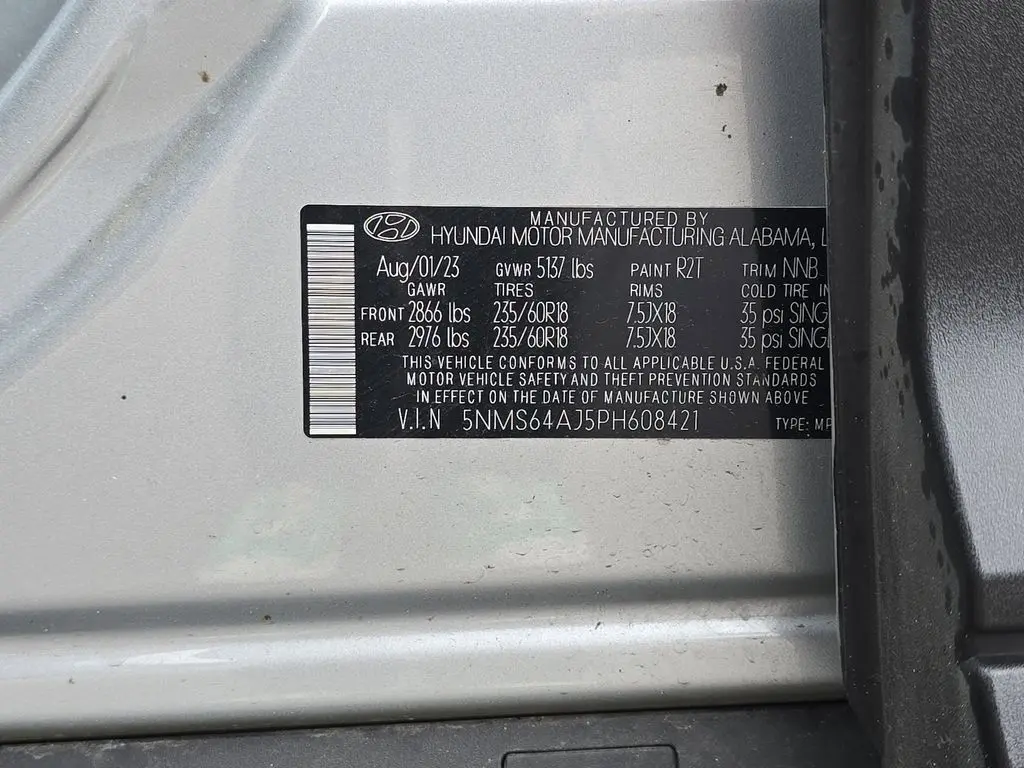 MANUFACTURED BY
HYUNDAI MOTOR MANUFACTURING ALABAMA,
Aug/01/23 GVWR 5137 lbs PAINT R2T TRIM NNB
GAWR TIRES RIMS COLD TIRE
FRONT 2866 lbs 235/60R18 7.5JX18 35 psi
REAR 2976 lbs 235/60R18 7.5JX18 35 psi
THIS VEHICLE CONFORMS TO ALL APPLICABLE U.S.A. FEDERAL
MOTOR VEHICLE SAFETY AND THEFT PREVENTION STANDARDS
IN EFFECT ON THE DATE OF MANUFACTURE SHOWN ABOVE
V.I.N 5NMS64AJ5PH608421 TYPE: